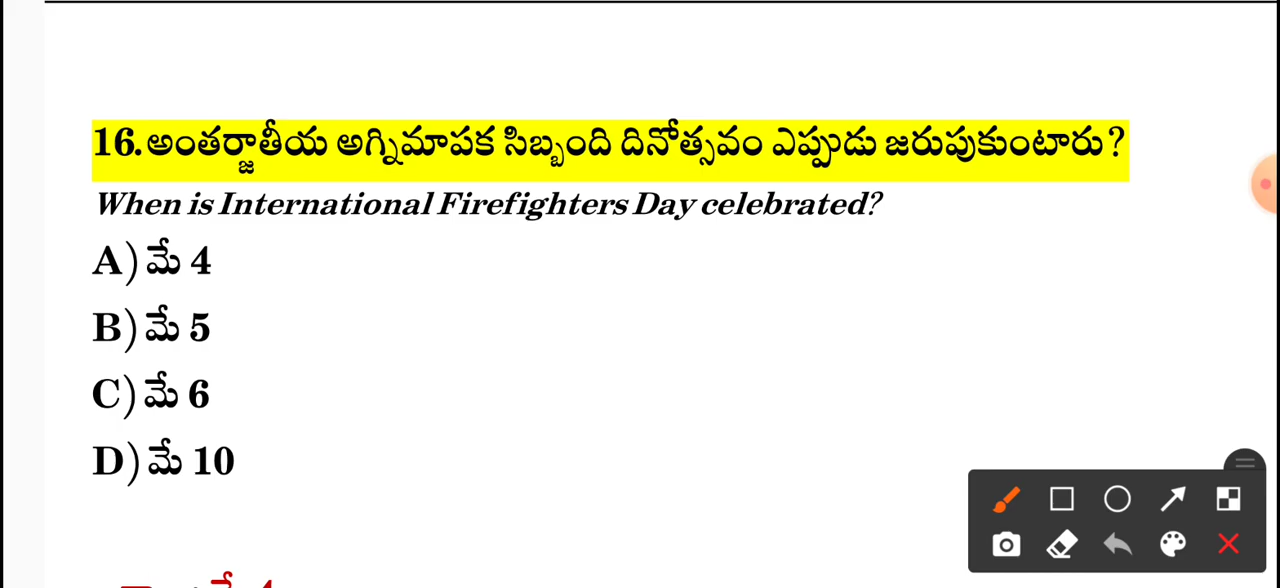 16.అంతర్జాతీయ అగ్నిమాపక సిబ్బంది దినోత్సవం ఎప్పుడు జరుపుకుంటారు?
When is International Firefighters Day celebrated?
A) మే 4
B) మే 5
C) మే 6
D) మే 10